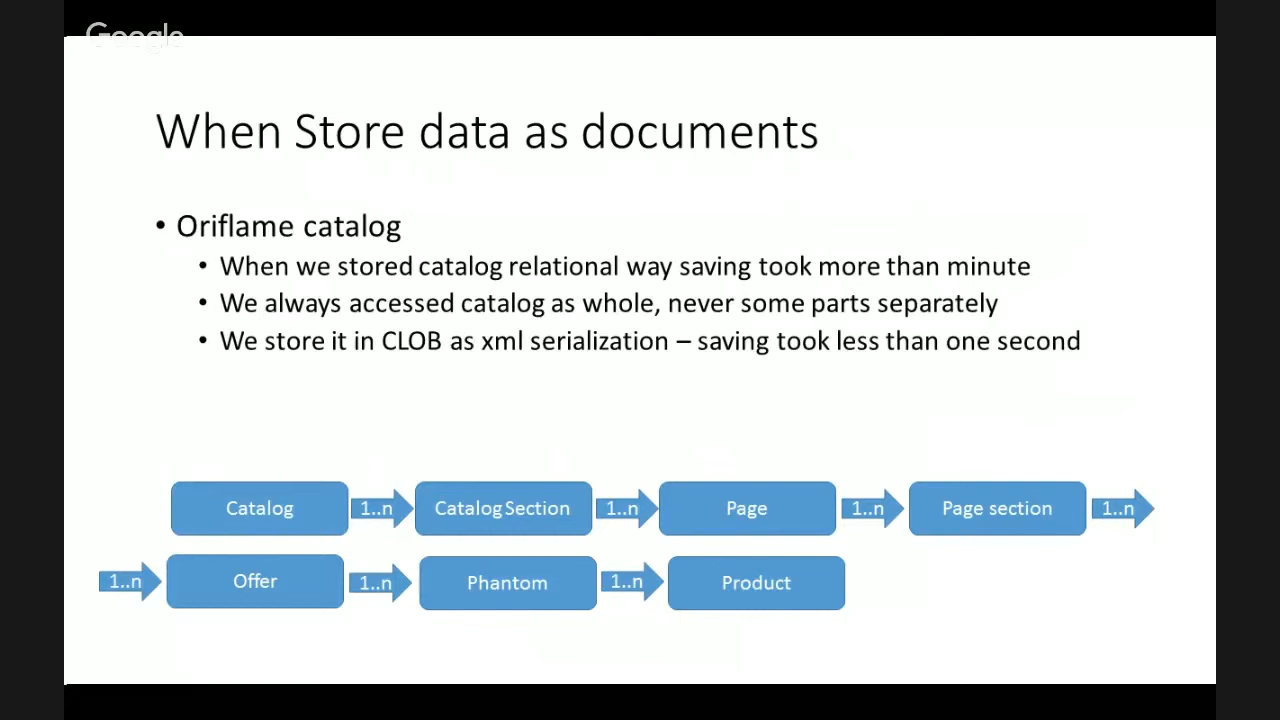 Google
When Store data as documents
• Oriflame catalog
• When we stored catalog relational way saving took more than minute
• We always accessed catalog as whole, never some parts separately
• We store it in CLOB as xml serialization – saving took less than one second
Catalog 1..n Catalog Section 1..n Page 1..n Page section 1..n
1..n Offer 1..n Phantom 1..n Product